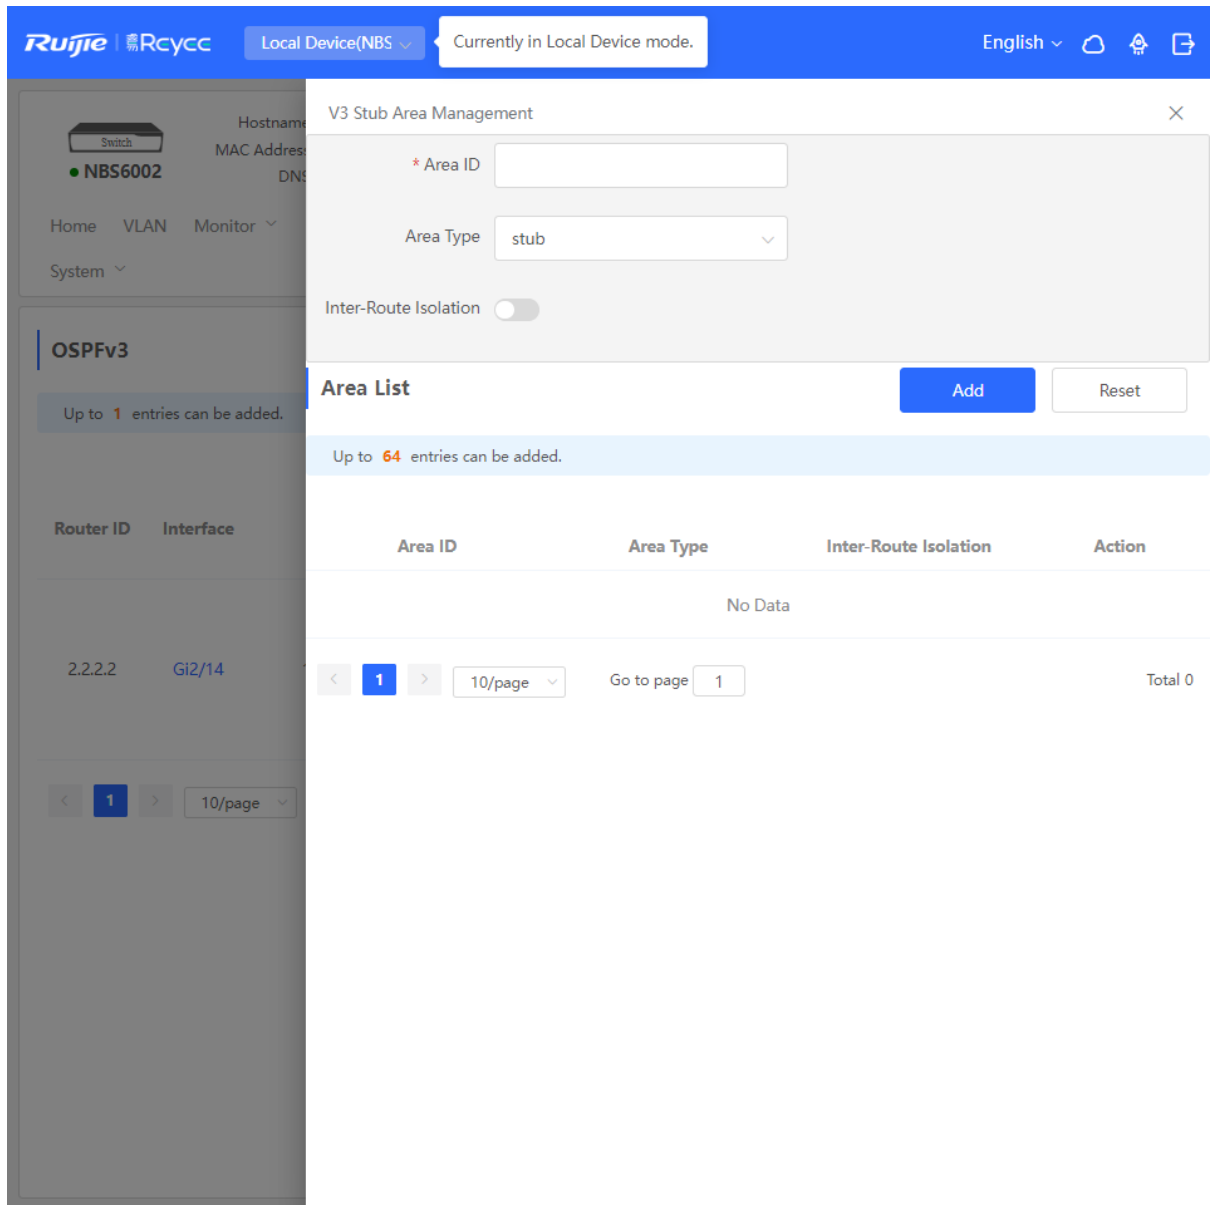 Ruijie 睿易 Reyee Local Device(NBS Currently in Local Device mode. English
V3 Stub Area Management
Switch
NBS6002
Hostname
MAC Address
DNS
Home VLAN Monitor
System
* Area ID
Area Type stub
Inter-Route Isolation
OSPFv3
Up to 1 entries can be added.
Router ID Interface
2.2.2.2 Gi2/14
1 10/page
Area List Add Reset
Up to 64 entries can be added.
Area ID Area Type Inter-Route Isolation Action
No Data
1 10/page Go to page 1 Total 0